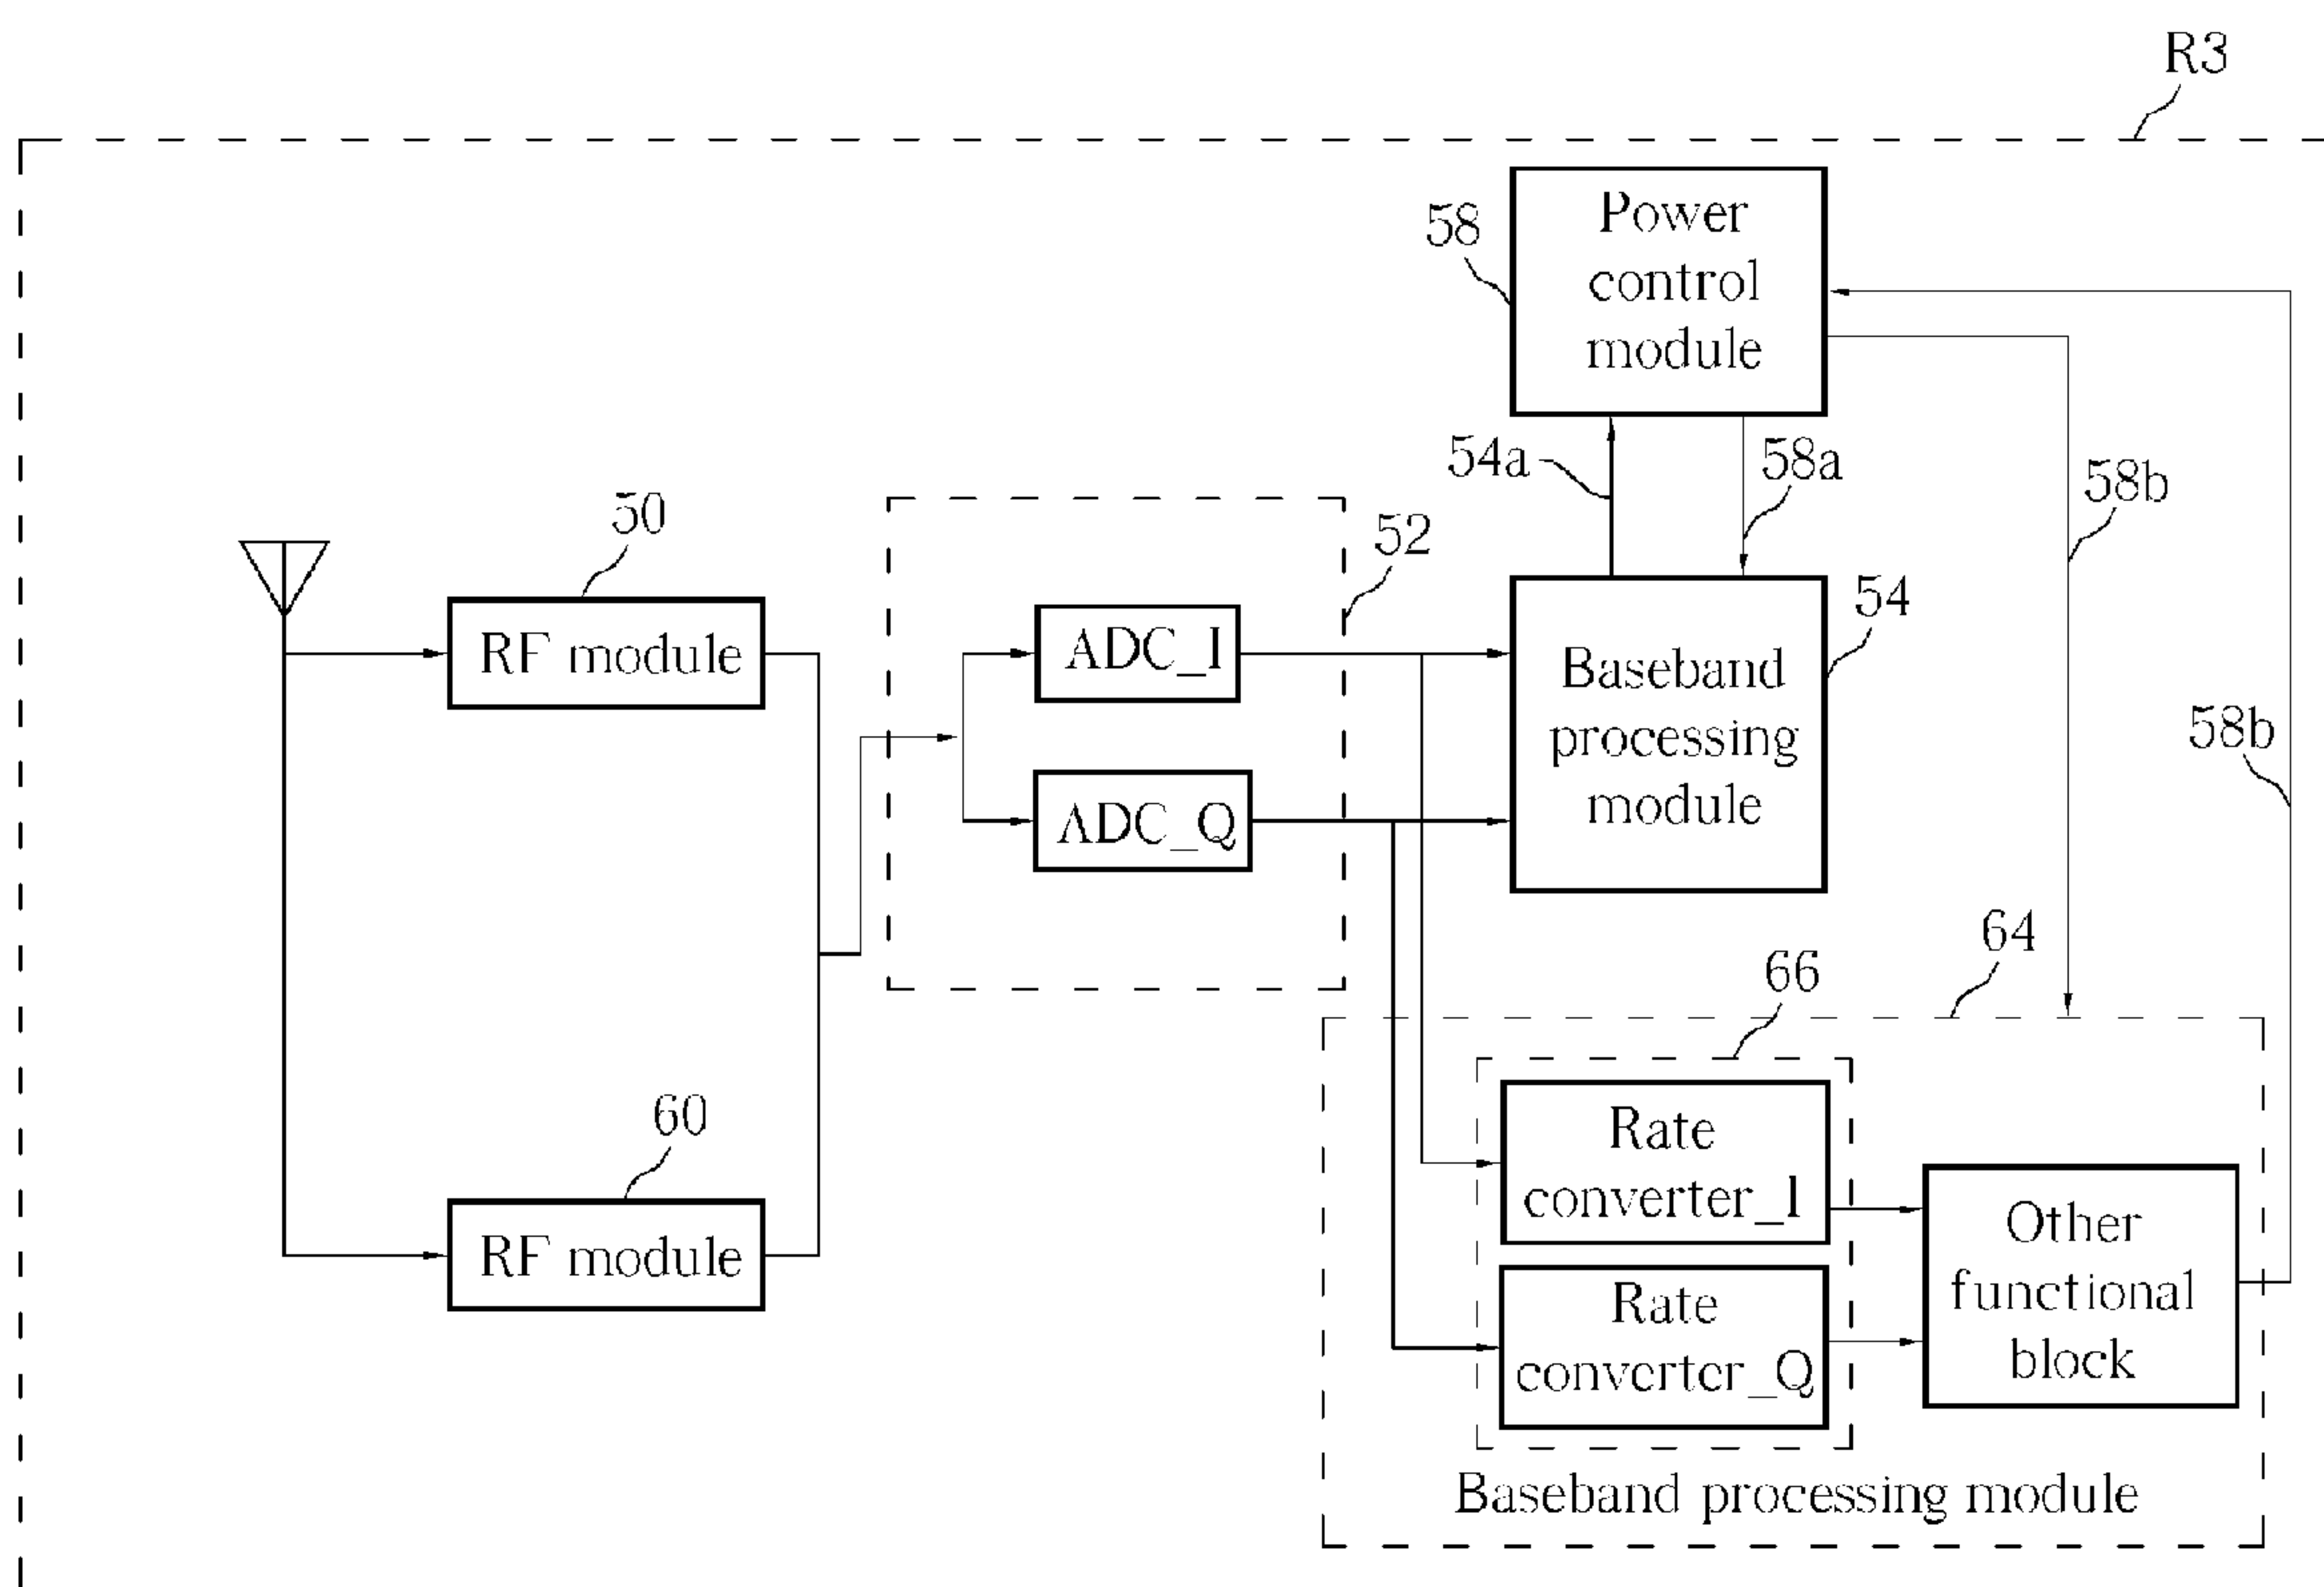 R3
58
Power
control
module
54a
58a
58b
50
52
54
RF module
ADC_I
Baseband
processing
module
58b
ADC_Q
64
66
60
Rate
converter_I
RF module
Other
functional
block
Rate
converter_Q
Baseband processing module